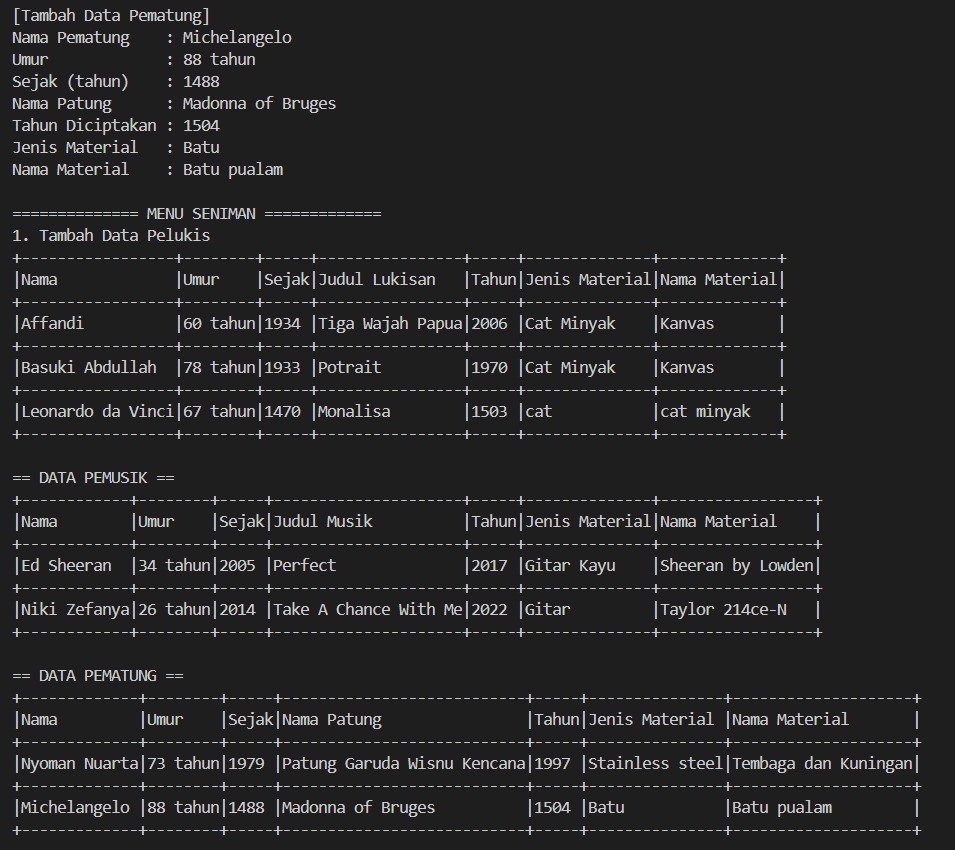 [Tambah Data Pematung]
Nama Pematung    : Michelangelo
Umur             : 88 tahun
Sejak (tahun)    : 1488
Nama Patung      : Madonna of Bruges
Tahun Diciptakan : 1504
Jenis Material   : Batu
Nama Material    : Batu pualam

============== MENU SENIMAN =============
1. Tambah Data Pelukis
+-----------------+--------+-----+----------------+-----+--------------+-------------+
|Nama             |Umur    |Sejak|Judul Lukisan   |Tahun|Jenis Material|Nama Material|
+-----------------+--------+-----+----------------+-----+--------------+-------------+
|Affandi          |60 tahun|1934 |Tiga Wajah Papua|2006 |Cat Minyak    |Kanvas       |
+-----------------+--------+-----+----------------+-----+--------------+-------------+
|Basuki Abdullah  |78 tahun|1933 |Potrait         |1970 |Cat Minyak    |Kanvas       |
+-----------------+--------+-----+----------------+-----+--------------+-------------+
|Leonardo da Vinci|67 tahun|1470 |Monalisa        |1503 |cat           |cat minyak   |
+-----------------+--------+-----+----------------+-----+--------------+-------------+

== DATA PEMUSIK ==
+------------+--------+-----+---------------------+-----+--------------+-----------------+
|Nama        |Umur    |Sejak|Judul Musik          |Tahun|Jenis Material|Nama Material    |
+------------+--------+-----+---------------------+-----+--------------+-----------------+
|Ed Sheeran  |34 tahun|2005 |Perfect              |2017 |Gitar Kayu    |Sheeran by Lowden|
+------------+--------+-----+---------------------+-----+--------------+-----------------+
|Niki Zefanya|26 tahun|2014 |Take A Chance With Me|2022 |Gitar         |Taylor 214ce-N   |
+------------+--------+-----+---------------------+-----+--------------+-----------------+

== DATA PEMATUNG ==
+-------------+--------+-----+---------------------------+-----+---------------+--------------------+
|Nama         |Umur    |Sejak|Nama Patung                |Tahun|Jenis Material |Nama Material       |
+-------------+--------+-----+---------------------------+-----+---------------+--------------------+
|Nyoman Nuarta|73 tahun|1979 |Patung Garuda Wisnu Kencana|1997 |Stainless steel|Tembaga dan Kuningan|
+-------------+--------+-----+---------------------------+-----+---------------+--------------------+
|Michelangelo |88 tahun|1488 |Madonna of Bruges          |1504 |Batu           |Batu pualam         |
+-------------+--------+-----+---------------------------+-----+---------------+--------------------+